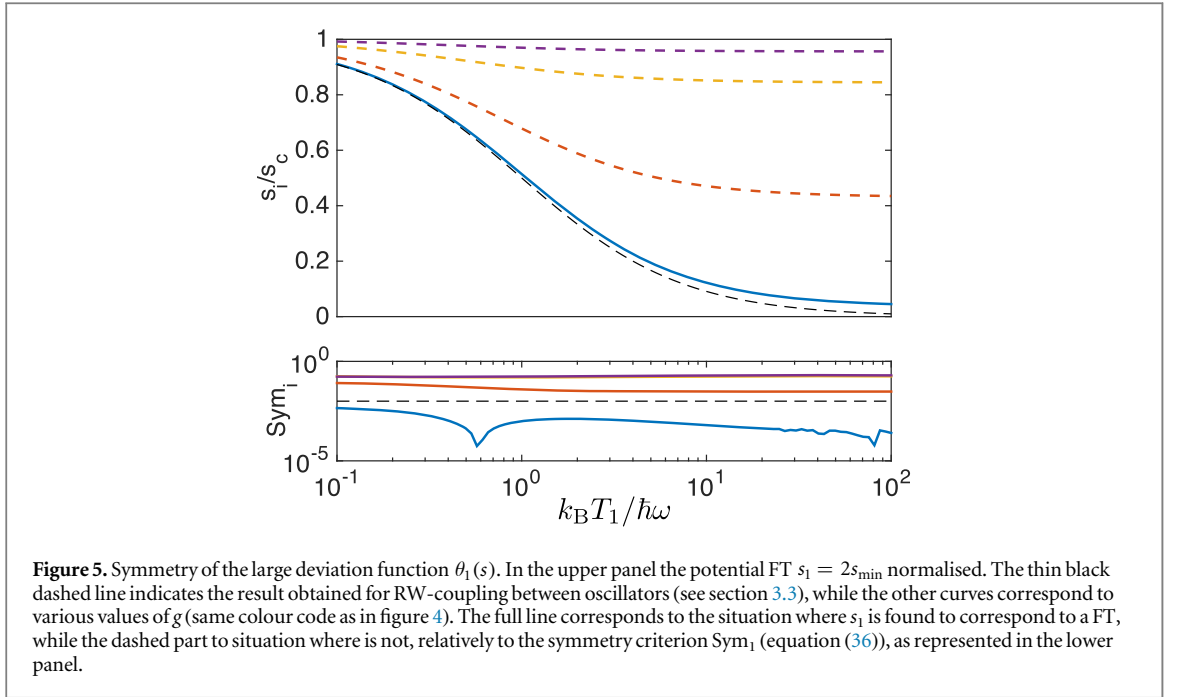 1
0.8
0.6
0.4
0.2
0
s_i/s_c
10^0
10^-5
Sym_i
10^-1 10^0 10^1 10^2
k_B T_1/ħω
Figure 5. Symmetry of the large deviation function θ_1(s). In the upper panel the potential FT s_1 = 2s_min normalised. The thin black
dashed line indicates the result obtained for RW-coupling between oscillators (see section 3.3), while the other curves correspond to
various values of g (same colour code as in figure 4). The full line corresponds to the situation where s_1 is found to correspond to a FT,
while the dashed part to situation where is not, relatively to the symmetry criterion Sym_1 (equation (36)), as represented in the lower
panel.